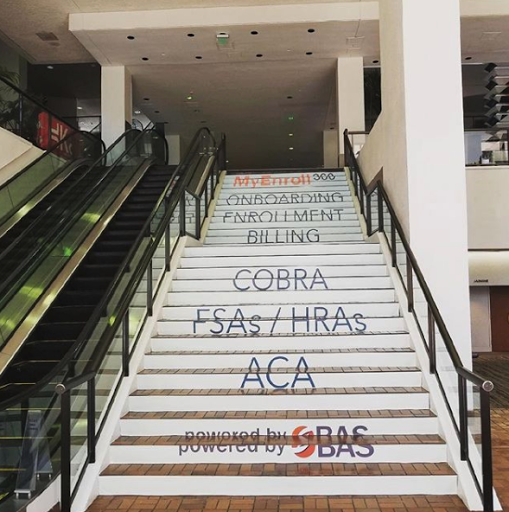 MyEnroll360
ONBOARDING
ENROLLMENT
BILLING
COBRA
FSAs / HRAs
ACA
powered by BAS